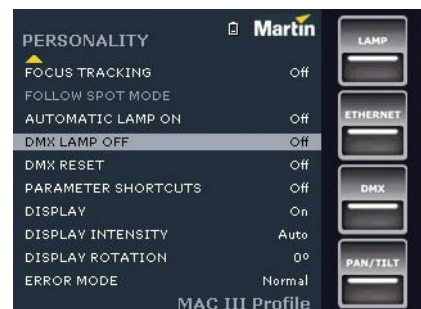 Martin
PERSONALITY
FOCUS TRACKING Off
FOLLOW SPOT MODE
AUTOMATIC LAMP ON Off
DMX LAMP OFF Off
DMX RESET Off
PARAMETER SHORTCUTS Off
DISPLAY On
DISPLAY INTENSITY Auto
DISPLAY ROTATION 0°
ERROR MODE Normal
MAC III Profile
LAMP
ETHERNET
DMX
PAN/TILT